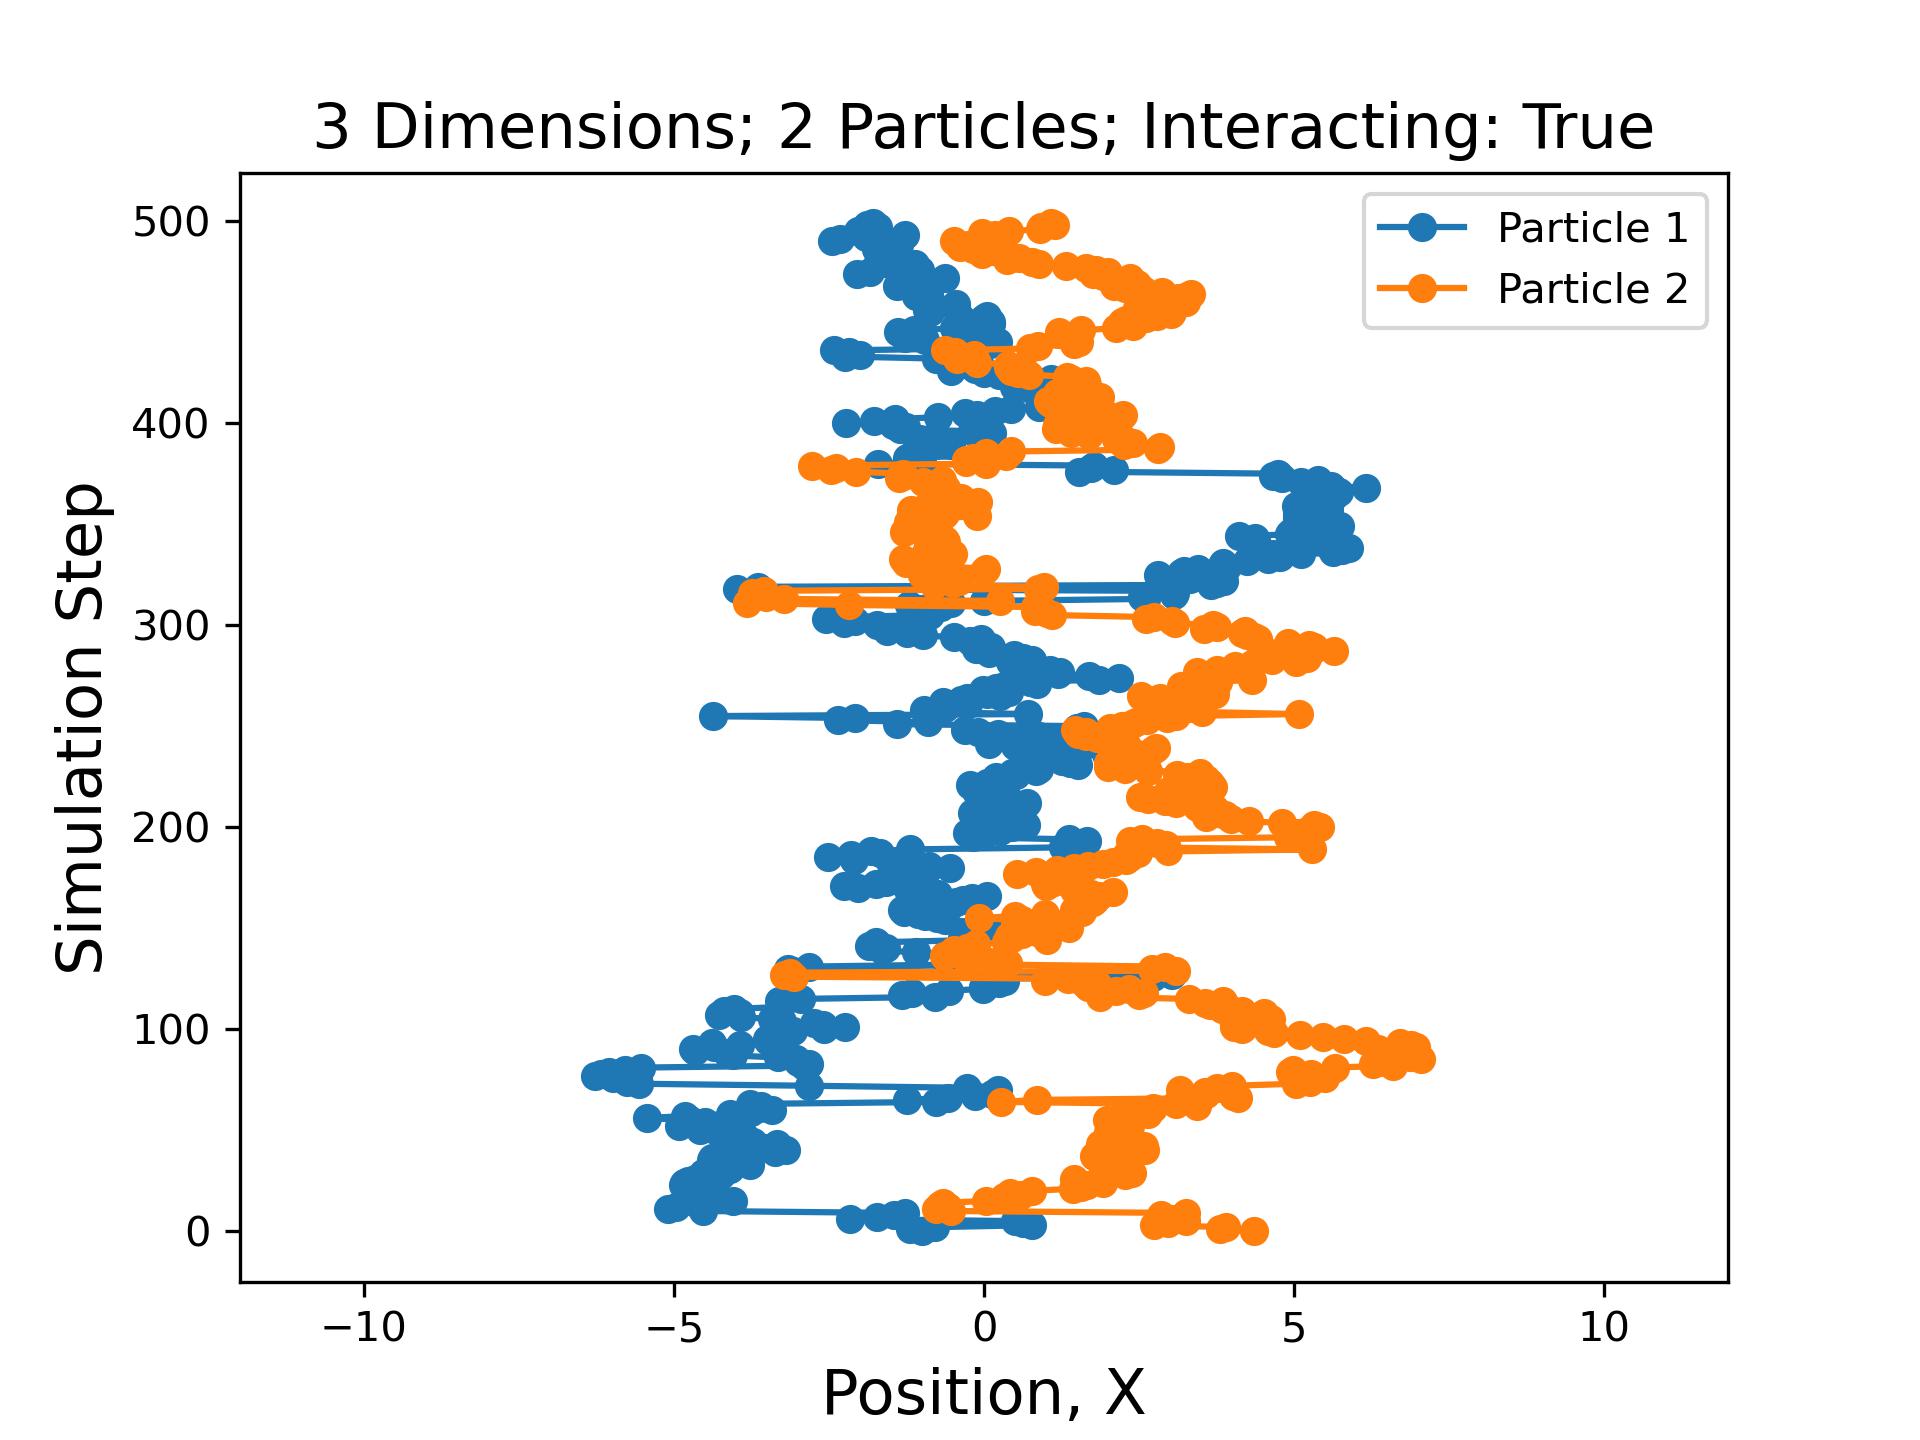 3 Dimensions; 2 Particles; Interacting: True
Particle 1
Particle 2
Simulation Step
500
400
300
200
100
0
−10
−5
0
5
10
Position, X